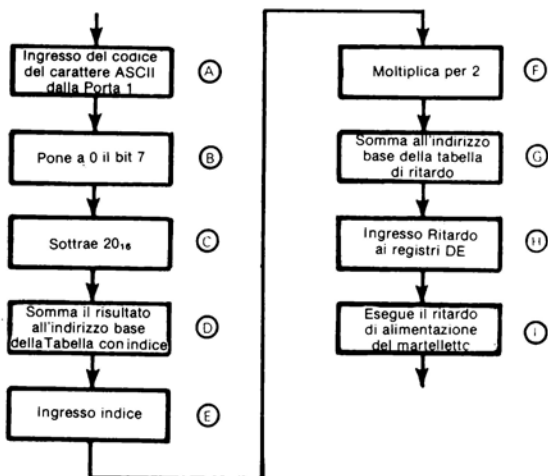 Ingresso del codice
del carattere ASCII
dalla Porta 1
A
Pone a 0 il bit 7
B
Sottrae 20₁₆
C
Somma il risultato
all'indirizzo base
della Tabella con indice
D
Ingresso indice
E
Moltiplica per 2
F
Somma all'indirizzo
base della tabella
di ritardo
G
Ingresso Ritardo
ai registri DE
H
Esegue il ritardo
di alimentazione
del martelletto
I